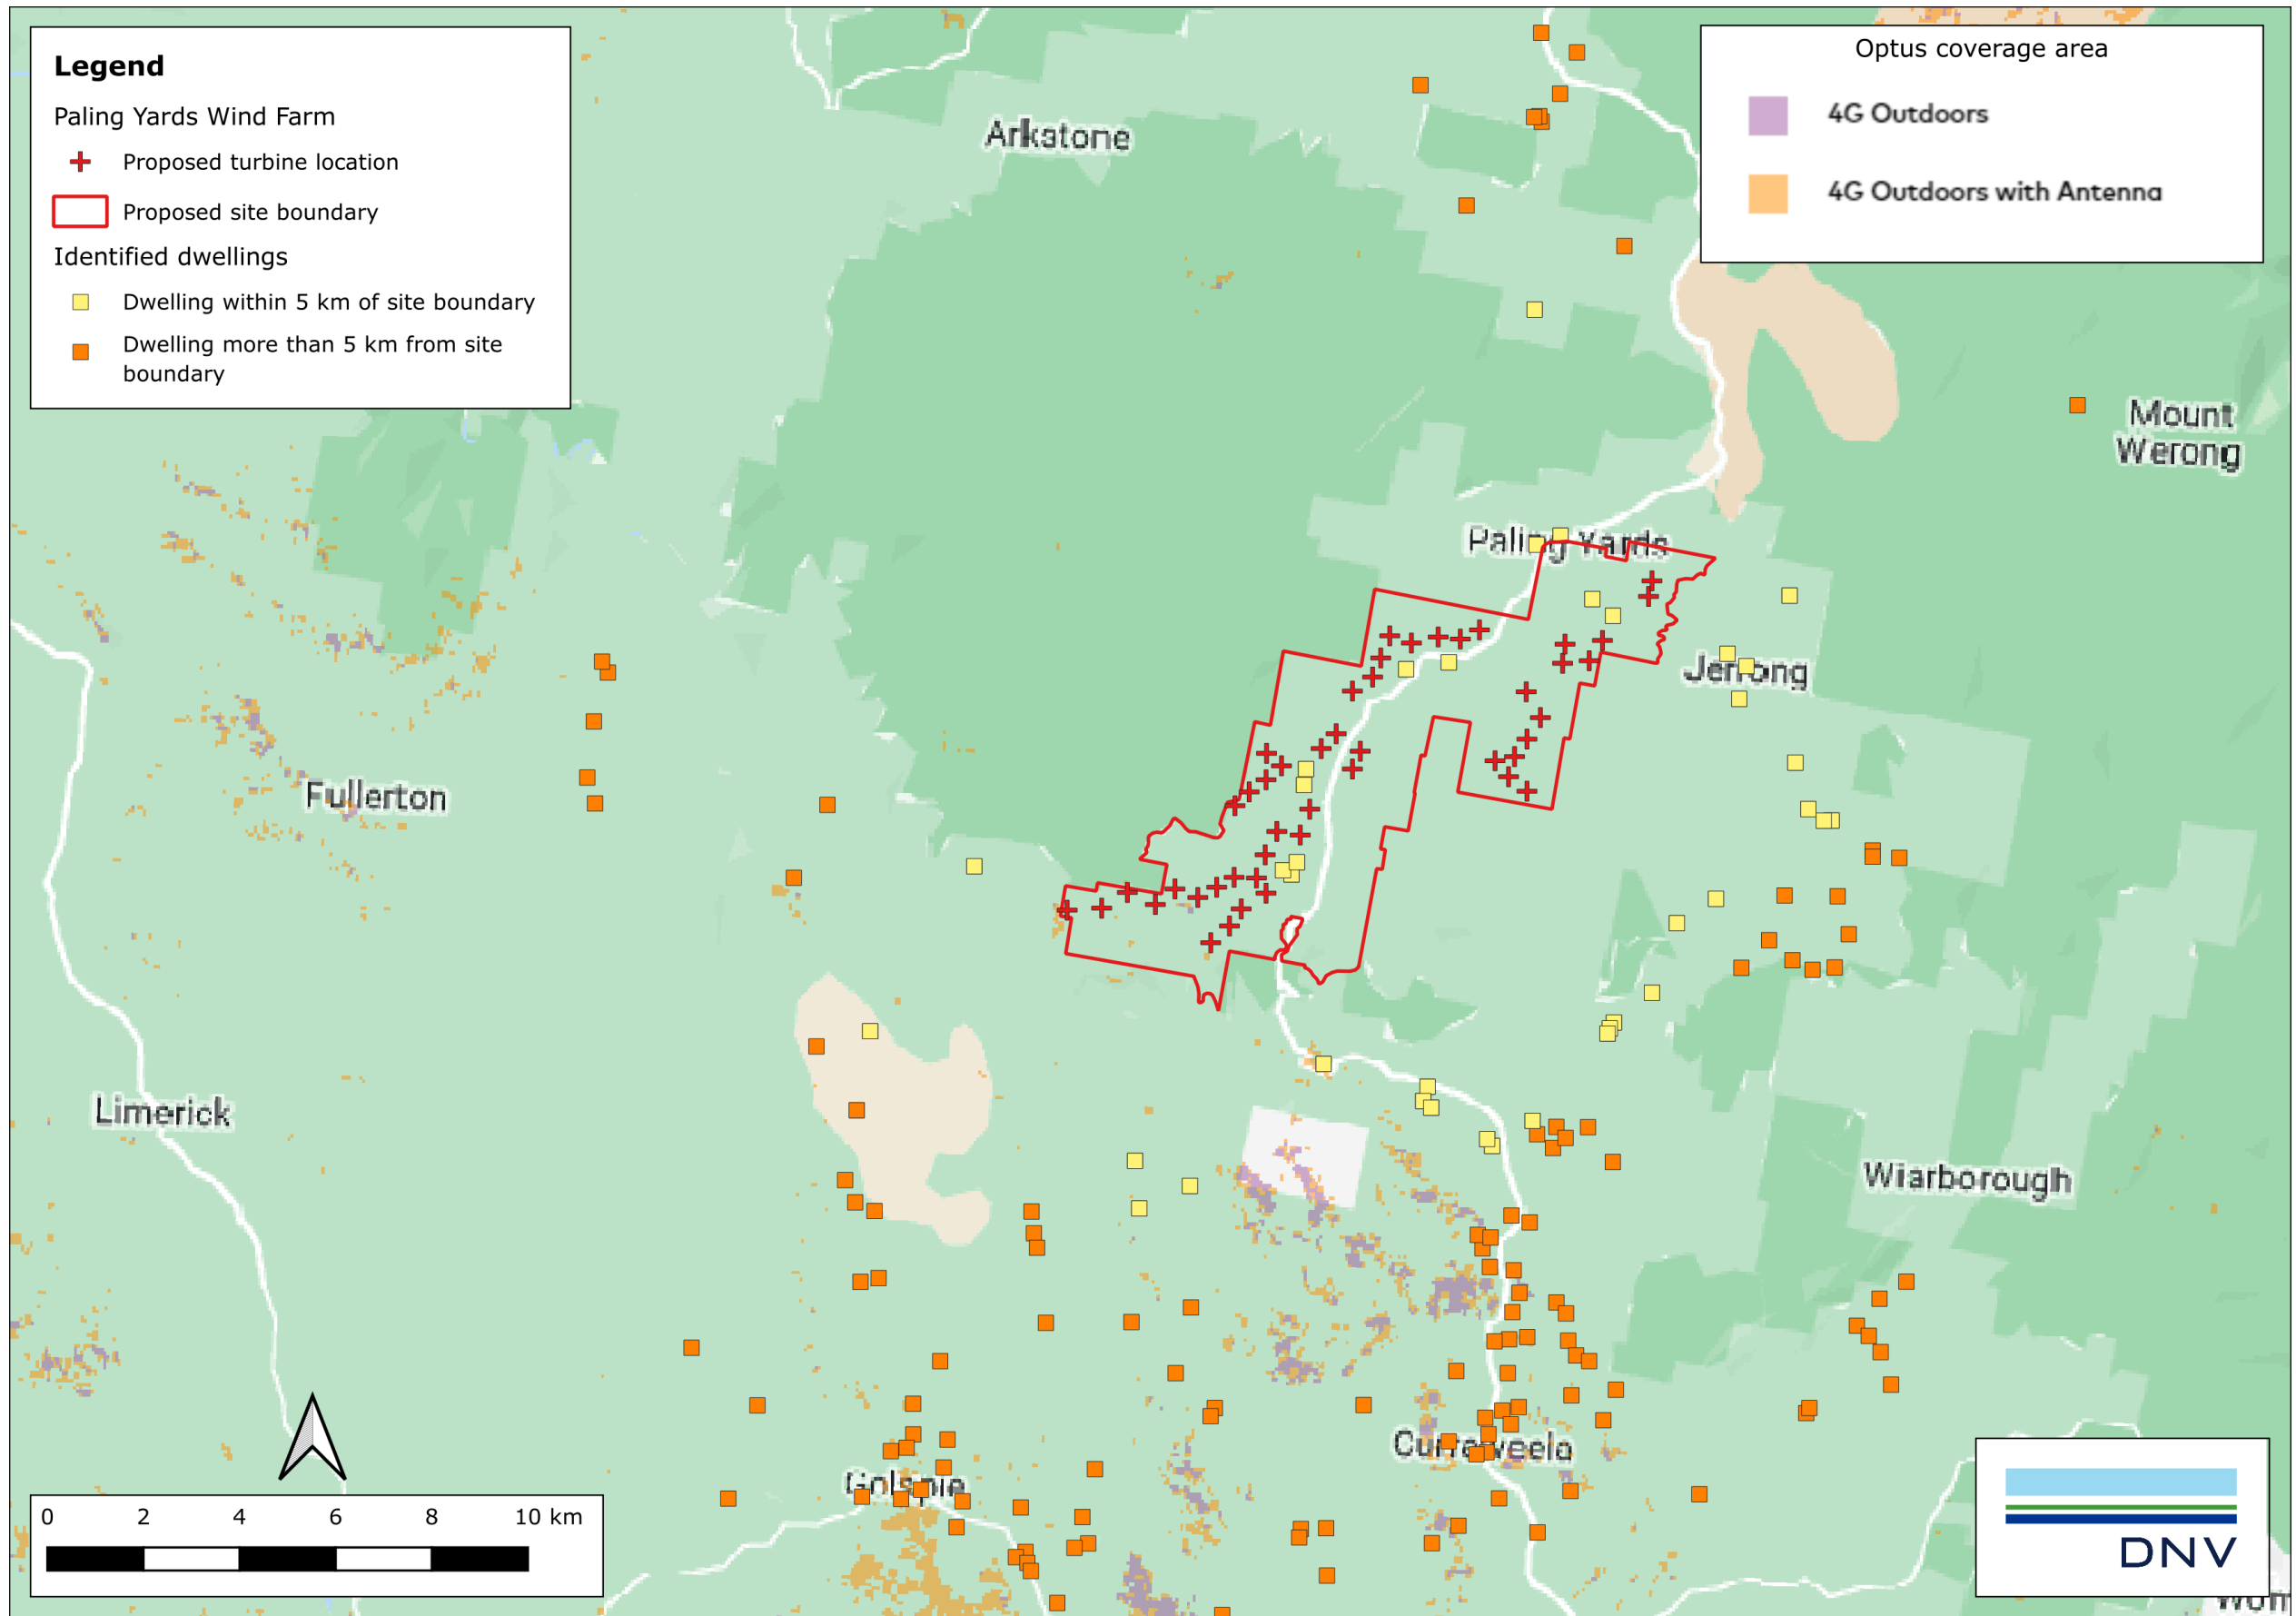 Legend
Paling Yards Wind Farm
Proposed turbine location
Proposed site boundary
Identified dwellings
Dwelling within 5 km of site boundary
Dwelling more than 5 km from site
boundary
Optus coverage area
4G Outdoors
4G Outdoors with Antenna
Arkatone
Mount
Werong
Paling Yards
Jerrong
Fullerton
Limerick
Wiarborough
Curraweela
Golspie
0 2 4 6 8 10 km
DNV